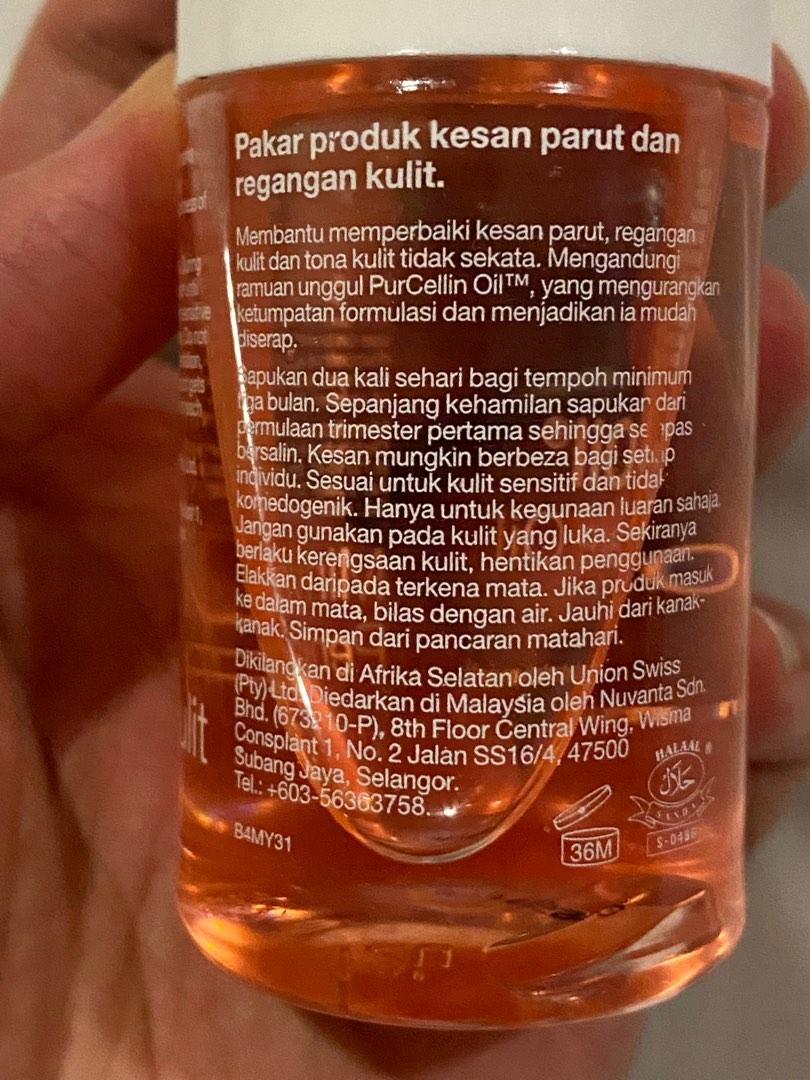 Pakar produk kesan parut dan
regangan kulit.
Membantu memperbaiki kesan parut, regangan
kulit dan tona kulit tidak sekata. Mengandungi
ramuan unggul PurCellin Oil™, yang mengurangkan
ketumpatan formulasi dan menjadikan ia mudah
diserap.
Sapukan dua kali sehari bagi tempoh minimum
tiga bulan. Sepanjang kehamilan sapukan dari
permulaan trimester pertama sehingga selepas
bersalin. Kesan mungkin berbeza bagi setiap
individu. Sesuai untuk kulit sensitif dan tidak
komedogenik. Hanya untuk kegunaan luaran sahaja.
Jangan gunakan pada kulit yang luka. Sekiranya
berlaku kerengsaan kulit, hentikan penggunaan.
Elakkan daripada terkena mata. Jika produk masuk
ke dalam mata, bilas dengan air. Jauhi dari kanak-
kanak. Simpan dari pancaran matahari.
Dikilangkan di Afrika Selatan oleh Union Swiss
(Pty) Ltd. Diedarkan di Malaysia oleh Nuvanta Sdn.
Bhd. (673210-P), 8th Floor Central Wing, Wisma
Consplant 1, No. 2 Jalan SS16/4, 47500
Subang Jaya, Selangor.
Tel.: +603-56363758.
B4MY31
36M
HALAAL ®
حلال